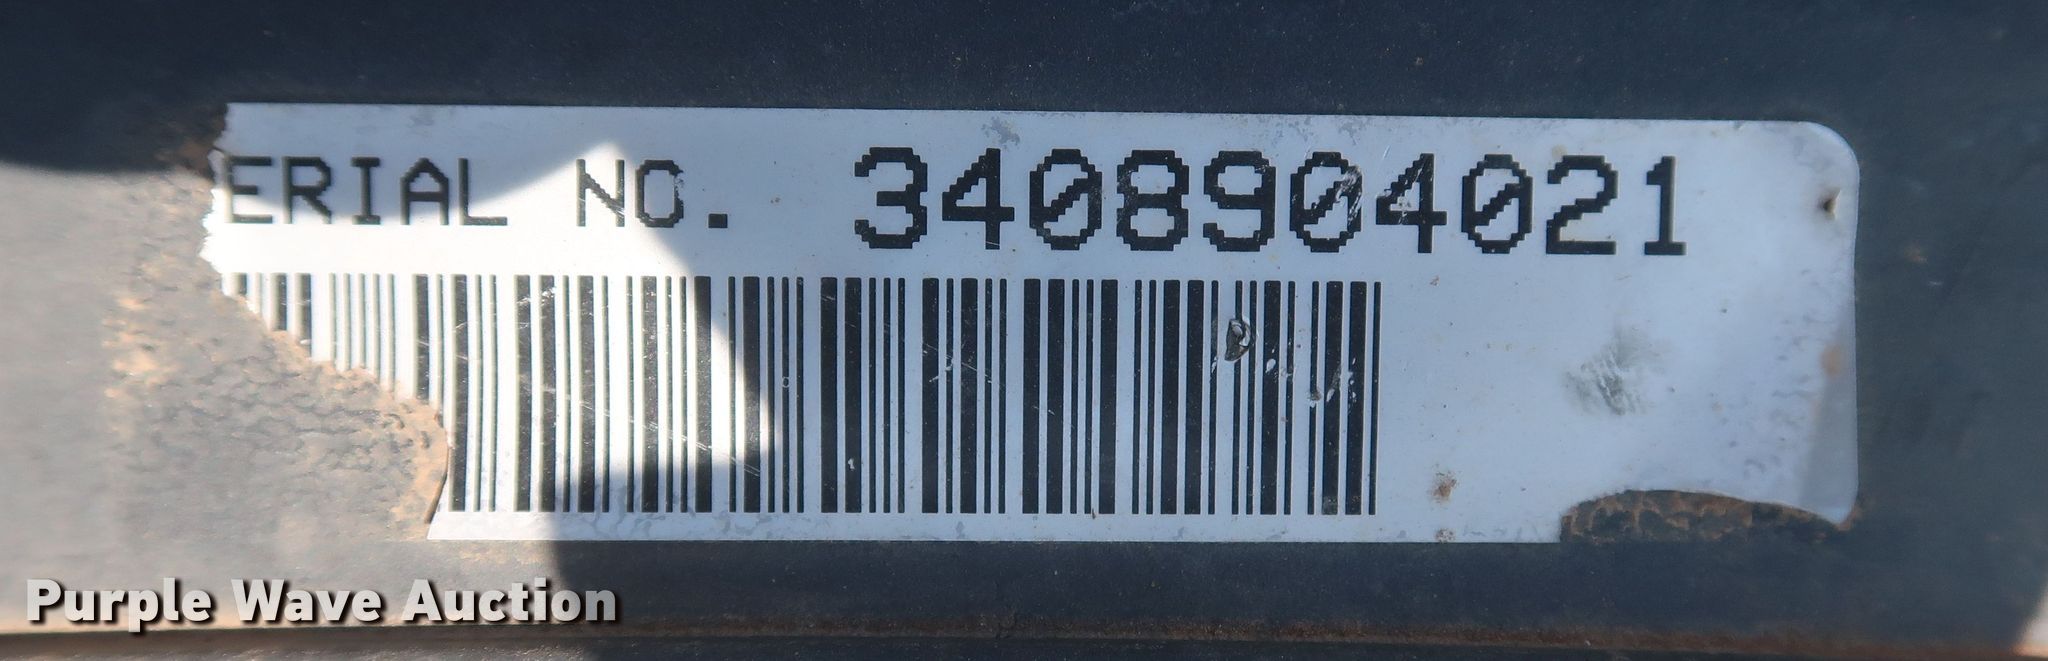 ERIAL NO. 3408904021
Purple Wave Auction